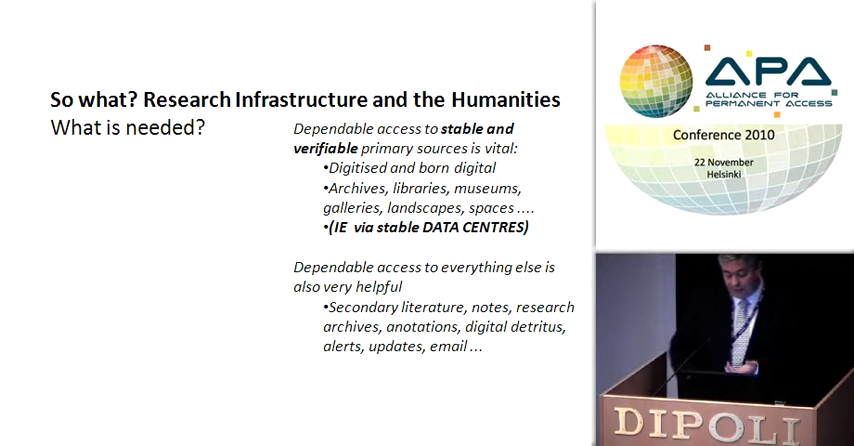 So what? Research Infrastructure and the Humanities
What is needed?
Dependable access to stable and
verifiable primary sources is vital:
•Digitised and born digital
•Archives, libraries, museums,
galleries, landscapes, spaces ....
•(IE via stable DATA CENTRES)
Dependable access to everything else is
also very helpful
•Secondary literature, notes, research
archives, anotations, digital detritus,
alerts, updates, email ...
APA
ALLIANCE FOR
PERMANENT ACCESS
Conference 2010
22 November
Helsinki
DIPOLI